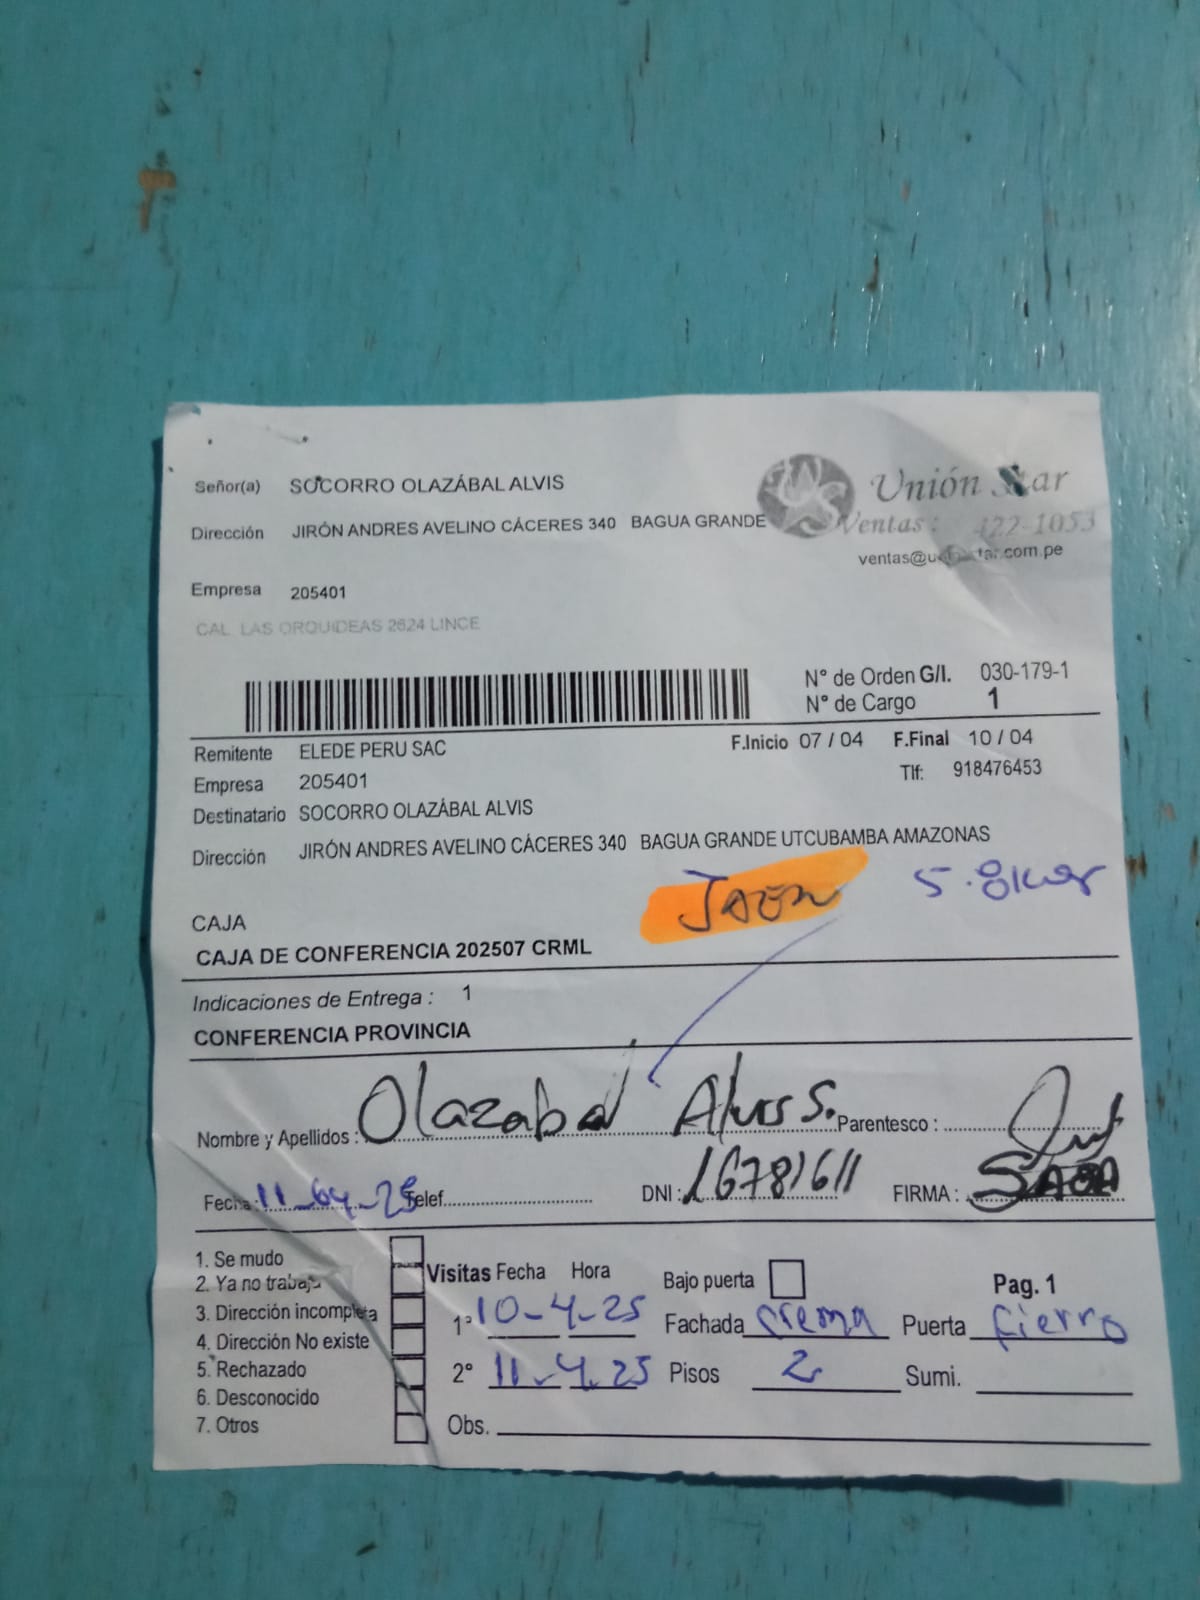 Señor(a) SOCORRO OLAZÁBAL ALVIS
Unión Star
Dirección JIRÓN ANDRES AVELINO CÁCERES 340 BAGUA GRANDE
Ventas: 422-1053
ventas@u tar.com.pe
Empresa 205401
CAL. LAS ORQUIDEAS 2624 LINCE
N° de Orden G/I. 030-179-1
N° de Cargo 1
Remitente ELEDE PERU SAC
F.Inicio 07 / 04 F.Final 10 / 04
Empresa 205401
Tlf: 918476453
Destinatario SOCORRO OLAZÁBAL ALVIS
Dirección JIRÓN ANDRES AVELINO CÁCERES 340 BAGUA GRANDE UTCUBAMBA AMAZONAS
JAEN
CAJA
CAJA DE CONFERENCIA 202507 CRML
Indicaciones de Entrega : 1
CONFERENCIA PROVINCIA
Nombre y Apellidos : Olazabal Alvis S. Parentesco :
Fecha: 11-04-25 Telef. DNI: 16781611 FIRMA :
1. Se mudo
2. Ya no trabaja
3. Dirección incompleta
4. Dirección No existe
5. Rechazado
6. Desconocido
7. Otros
Visitas Fecha Hora Bajo puerta Pag. 1
1° 10-4-25 Fachada crema Puerta fierro
2° 11-4-25 Pisos 2 Sumi.
Obs.